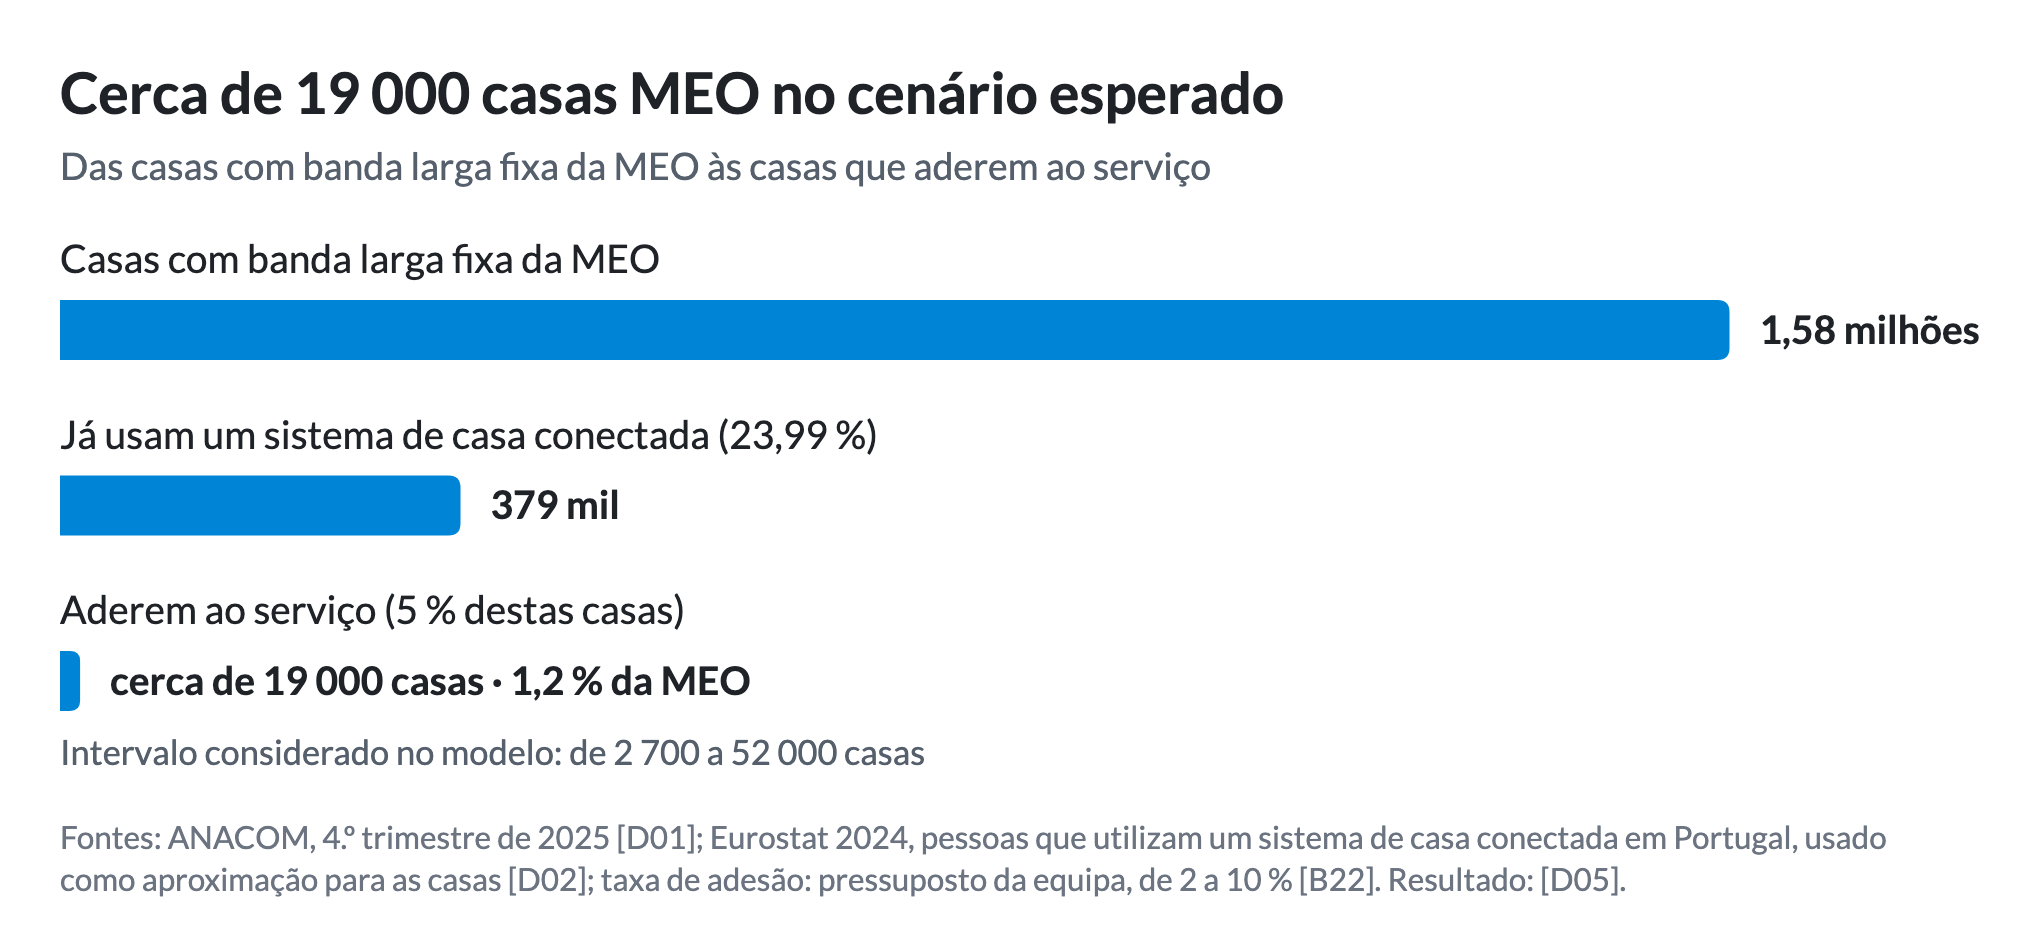 Cerca de 19 000 casas MEO no cenário esperado
Das casas com banda larga fixa da MEO às casas que aderem ao serviço
Casas com banda larga fixa da MEO
1,58 milhões
Já usam um sistema de casa conectada (23,99 %)
379 mil
Aderem ao serviço (5 % destas casas)
cerca de 19 000 casas · 1,2 % da MEO
Intervalo considerado no modelo: de 2 700 a 52 000 casas
Fontes: ANACOM, 4.º trimestre de 2025 [D01]; Eurostat 2024, pessoas que utilizam um sistema de casa conectada em Portugal, usado
como aproximação para as casas [D02]; taxa de adesão: pressuposto da equipa, de 2 a 10 % [B22]. Resultado: [D05].